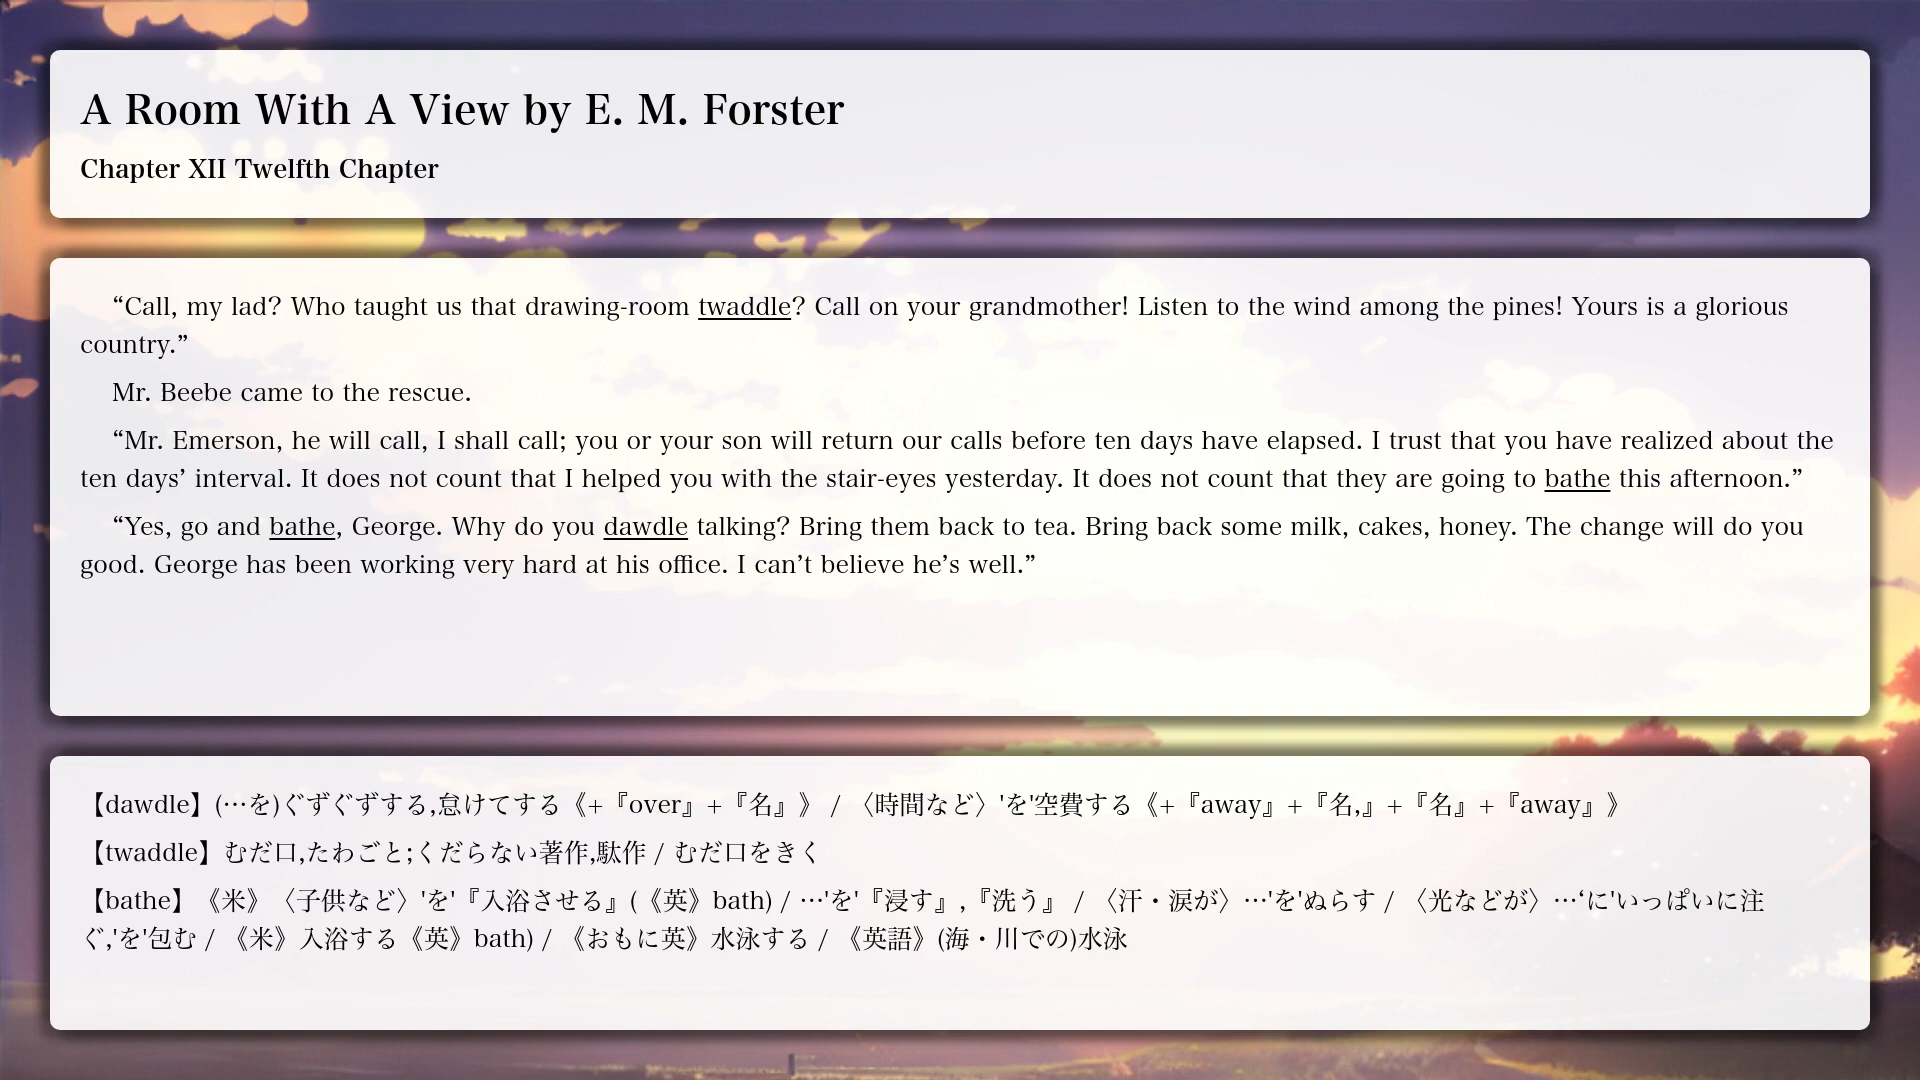 A Room With A View by E. M. Forster
Chapter XII Twelfth Chapter
“Call, my lad? Who taught us that drawing-room twaddle? Call on your grandmother! Listen to the wind among the pines! Yours is a glorious
country.”
Mr. Beebe came to the rescue.
“Mr. Emerson, he will call, I shall call; you or your son will return our calls before ten days have elapsed. I trust that you have realized about the
ten days’ interval. It does not count that I helped you with the stair-eyes yesterday. It does not count that they are going to bathe this afternoon.”
“Yes, go and bathe, George. Why do you dawdle talking? Bring them back to tea. Bring back some milk, cakes, honey. The change will do you
good. George has been working very hard at his office. I can’t believe he’s well.”
【dawdle】(…を)ぐずぐずする,怠けてする《+『over』+『名』》 / 〈時間など〉'を'空費する《+『away』+『名,』+『名』+『away』》
【twaddle】むだ口,たわごと;くだらない著作,駄作 / むだ口をきく
【bathe】《米》〈子供など〉'を'『入浴させる』(《英》bath) / …'を'『浸す』,『洗う』 / 〈汗・涙が〉…'を'ぬらす / 〈光などが〉…‘に'いっぱいに注
ぐ,'を'包む / 《米》入浴する《英》bath) / 《おもに英》水泳する / 《英語》(海・川での)水泳